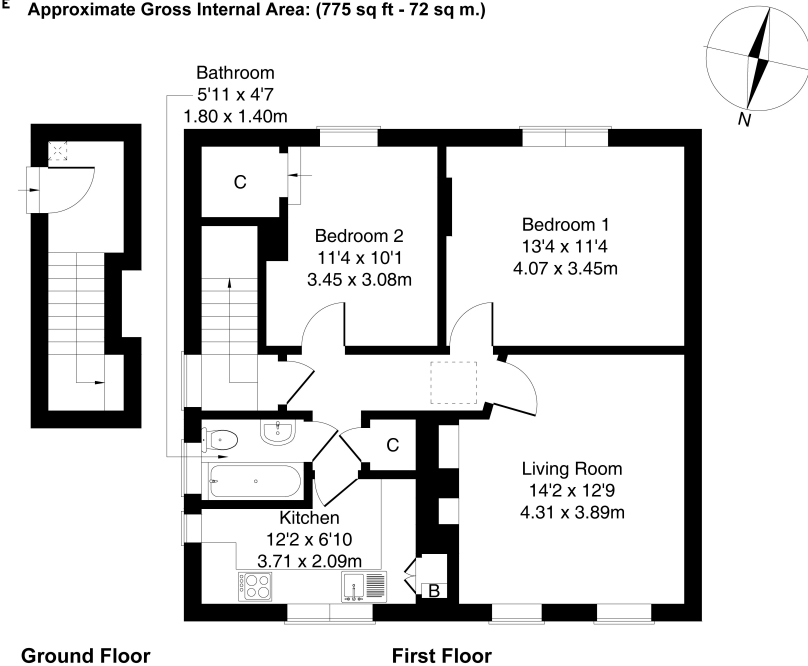 E Approximate Gross Internal Area: (775 sq ft - 72 sq m.)
N
Bathroom
5'11 x 4'7
1.80 x 1.40m
C
Bedroom 2
11'4 x 10'1
3.45 x 3.08m
Bedroom 1
13'4 x 11'4
4.07 x 3.45m
C
Living Room
14'2 x 12'9
4.31 x 3.89m
Kitchen
12'2 x 6'10
3.71 x 2.09m
B
Ground Floor
First Floor